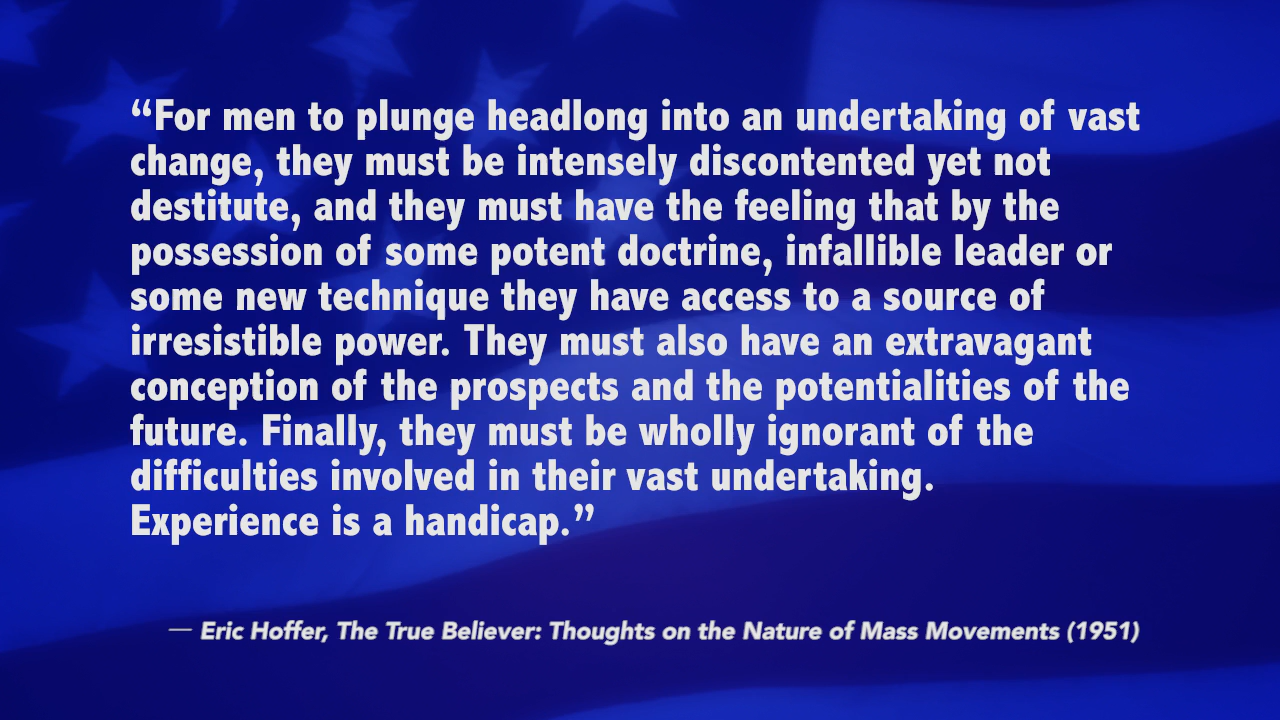 “For men to plunge headlong into an undertaking of vast
change, they must be intensely discontented yet not
destitute, and they must have the feeling that by the
possession of some potent doctrine, infallible leader or
some new technique they have access to a source of
irresistible power. They must also have an extravagant
conception of the prospects and the potentialities of the
future. Finally, they must be wholly ignorant of the
difficulties involved in their vast undertaking.
Experience is a handicap.”
— Eric Hoffer, The True Believer: Thoughts on the Nature of Mass Movements (1951)